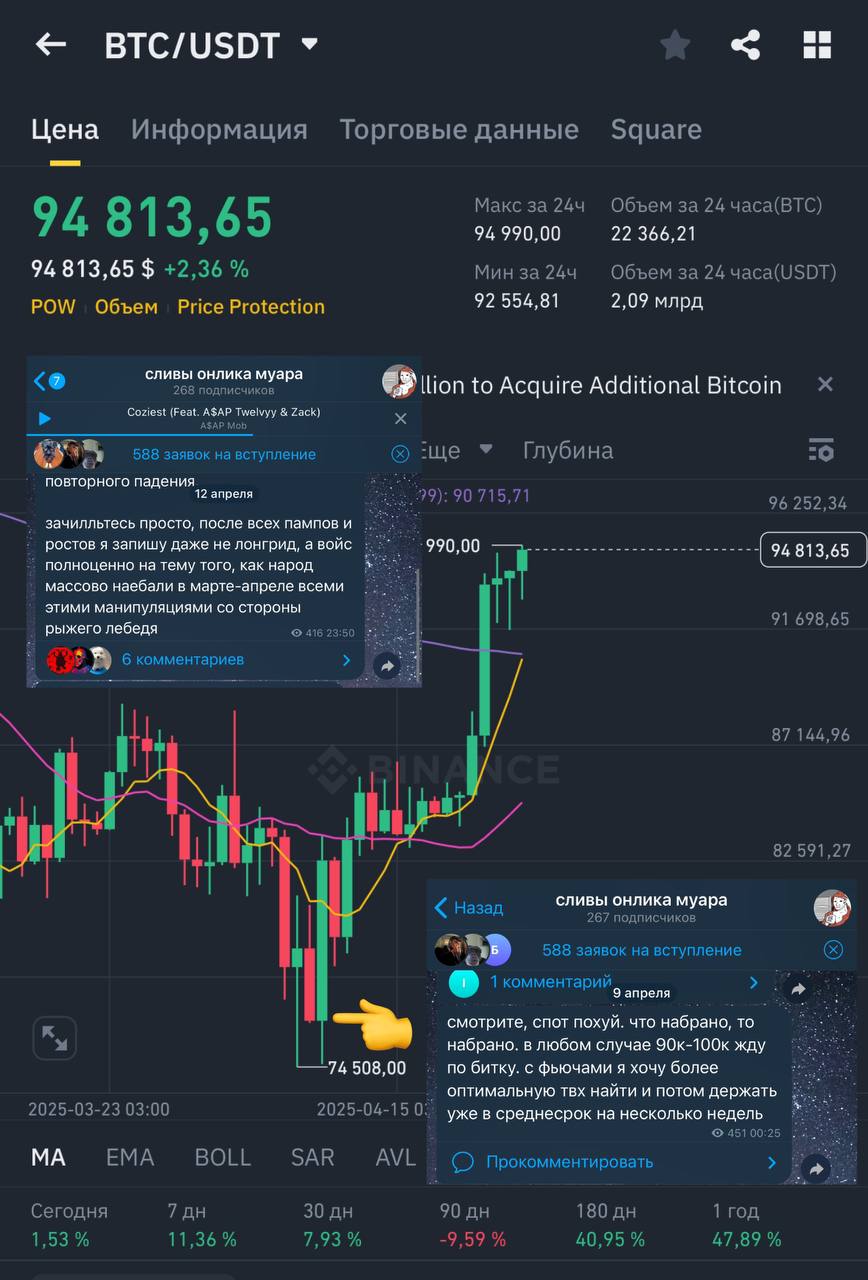 BTC/USDT
Цена Информация Торговые данные Square
94 813,65
94 813,65 $ +2,36 %
POW Объем Price Protection
Макс за 24ч Объем за 24 часа(BTC)
94 990,00 22 366,21
Мин за 24ч Объем за 24 часа(USDT)
92 554,81 2,09 млрд
llion to Acquire Additional Bitcoin
Еще Глубина
99): 90 715,71
7
сливы онлика муара
268 подписчиков
Coziest (Feat. A$AP Twelvyy & Zack)
A$AP Mob
588 заявок на вступление
повторного падения
12 апреля
зачилльтесь просто, после всех пампов и
ростов я запишу даже не лонгрид, а войс
полноценно на тему того, как народ
массово наебали в марте-апреле всеми
этими манипуляциями со стороны
рыжего лебедя
416 23:50
6 комментариев
96 252,34
990,00
94 813,65
91 698,65
87 144,96
BINANCE
82 591,27
74 508,00
2025-03-23 03:00 2025-04-15 03
Назад
сливы онлика муара
267 подписчиков
Б
588 заявок на вступление
I
1 комментарий
9 апреля
смотрите, спот похуй. что набрано, то
набрано. в любом случае 90к-100к жду
по битку. с фьючами я хочу более
оптимальную твх найти и потом держать
уже в среднесрок на несколько недель
451 00:25
Прокомментировать
MA EMA BOLL SAR AVL
Сегодня 7 дн 30 дн 90 дн 180 дн 1 год
1,53 % 11,36 % 7,93 % -9,59 % 40,95 % 47,89 %